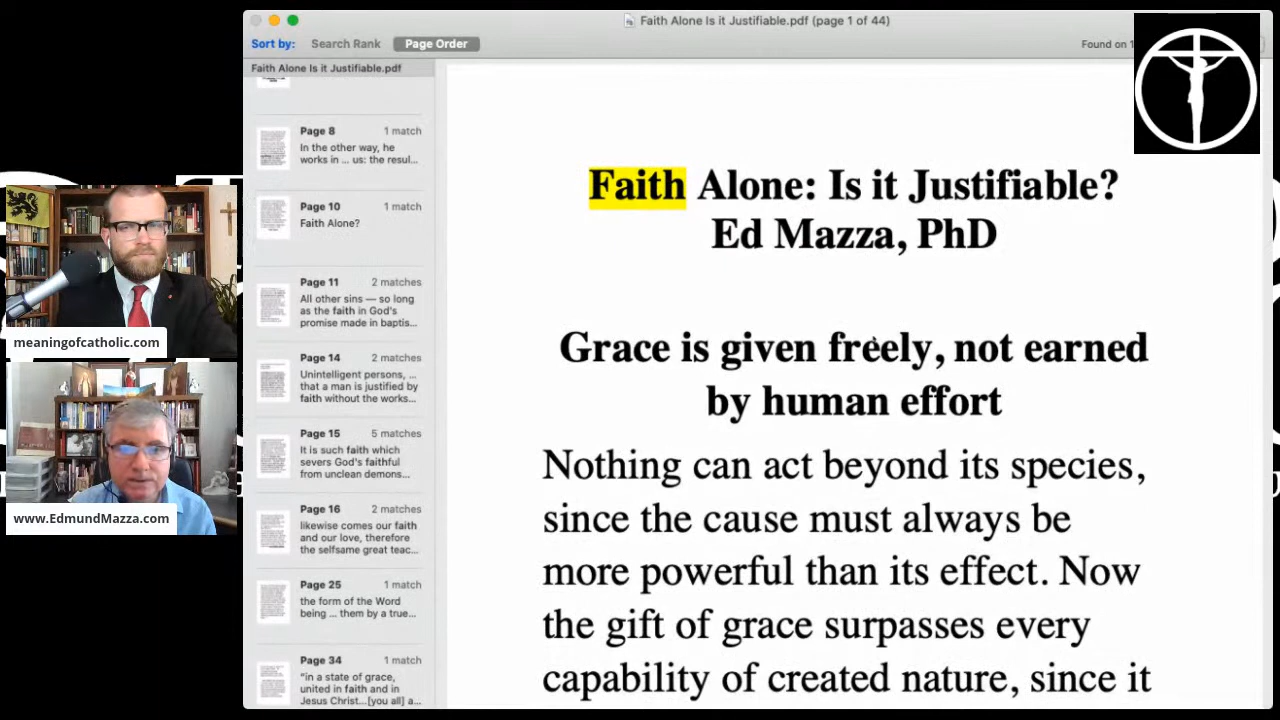 Faith Alone Is it Justifiable.pdf (page 1 of 44)
Sort by:
Search Rank
Page Order
Found on 1
Faith Alone Is it Justifiable.pdf
Page 8
1 match
In the other way, he
works in ... us: the resul...
Page 10
1 match
Faith Alone?
Page 11
2 matches
All other sins — so long
as the faith in God's
promise made in baptis...
Page 14
2 matches
Unintelligent persons, ...
that a man is justified by
faith without the works...
Page 15
5 matches
It is such faith which
severs God's faithful
from unclean demons...
Page 16
2 matches
likewise comes our faith
and our love, therefore
the selfsame great teac...
Page 25
1 match
the form of the Word
being ... them by a true...
Page 34
1 match
“in a state of grace,
united in faith and in
Jesus Christ...[you all] a...
Faith Alone: Is it Justifiable?
Ed Mazza, PhD
Grace is given freely, not earned
by human effort
Nothing can act beyond its species,
since the cause must always be
more powerful than its effect. Now
the gift of grace surpasses every
capability of created nature, since it
meaningofcatholic.com
www.EdmundMazza.com